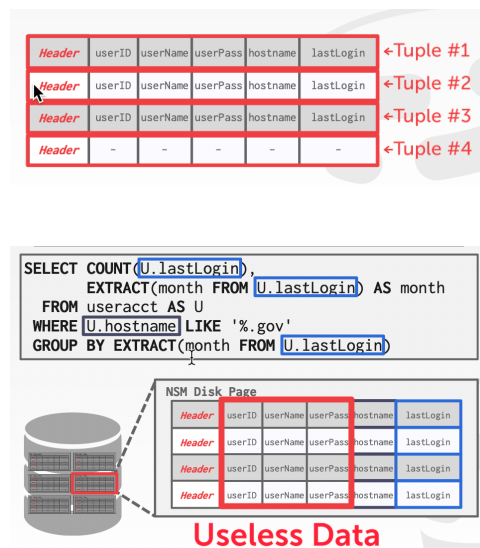 Header userID userName userPass hostname lastLogin ←Tuple #1
Header userID userName userPass hostname lastLogin ←Tuple #2
Header userID userName userPass hostname lastLogin ←Tuple #3
Header - - - - - ←Tuple #4
SELECT COUNT(U.lastLogin),
EXTRACT(month FROM U.lastLogin) AS month
FROM useracct AS U
WHERE U.hostname LIKE '%.gov'
GROUP BY EXTRACT(month FROM U.lastLogin)
NSM Disk Page
Header userID userName userPass hostname lastLogin
Header userID userName userPass hostname lastLogin
Header userID userName userPass hostname lastLogin
Header userID userName userPass hostname lastLogin
Useless Data